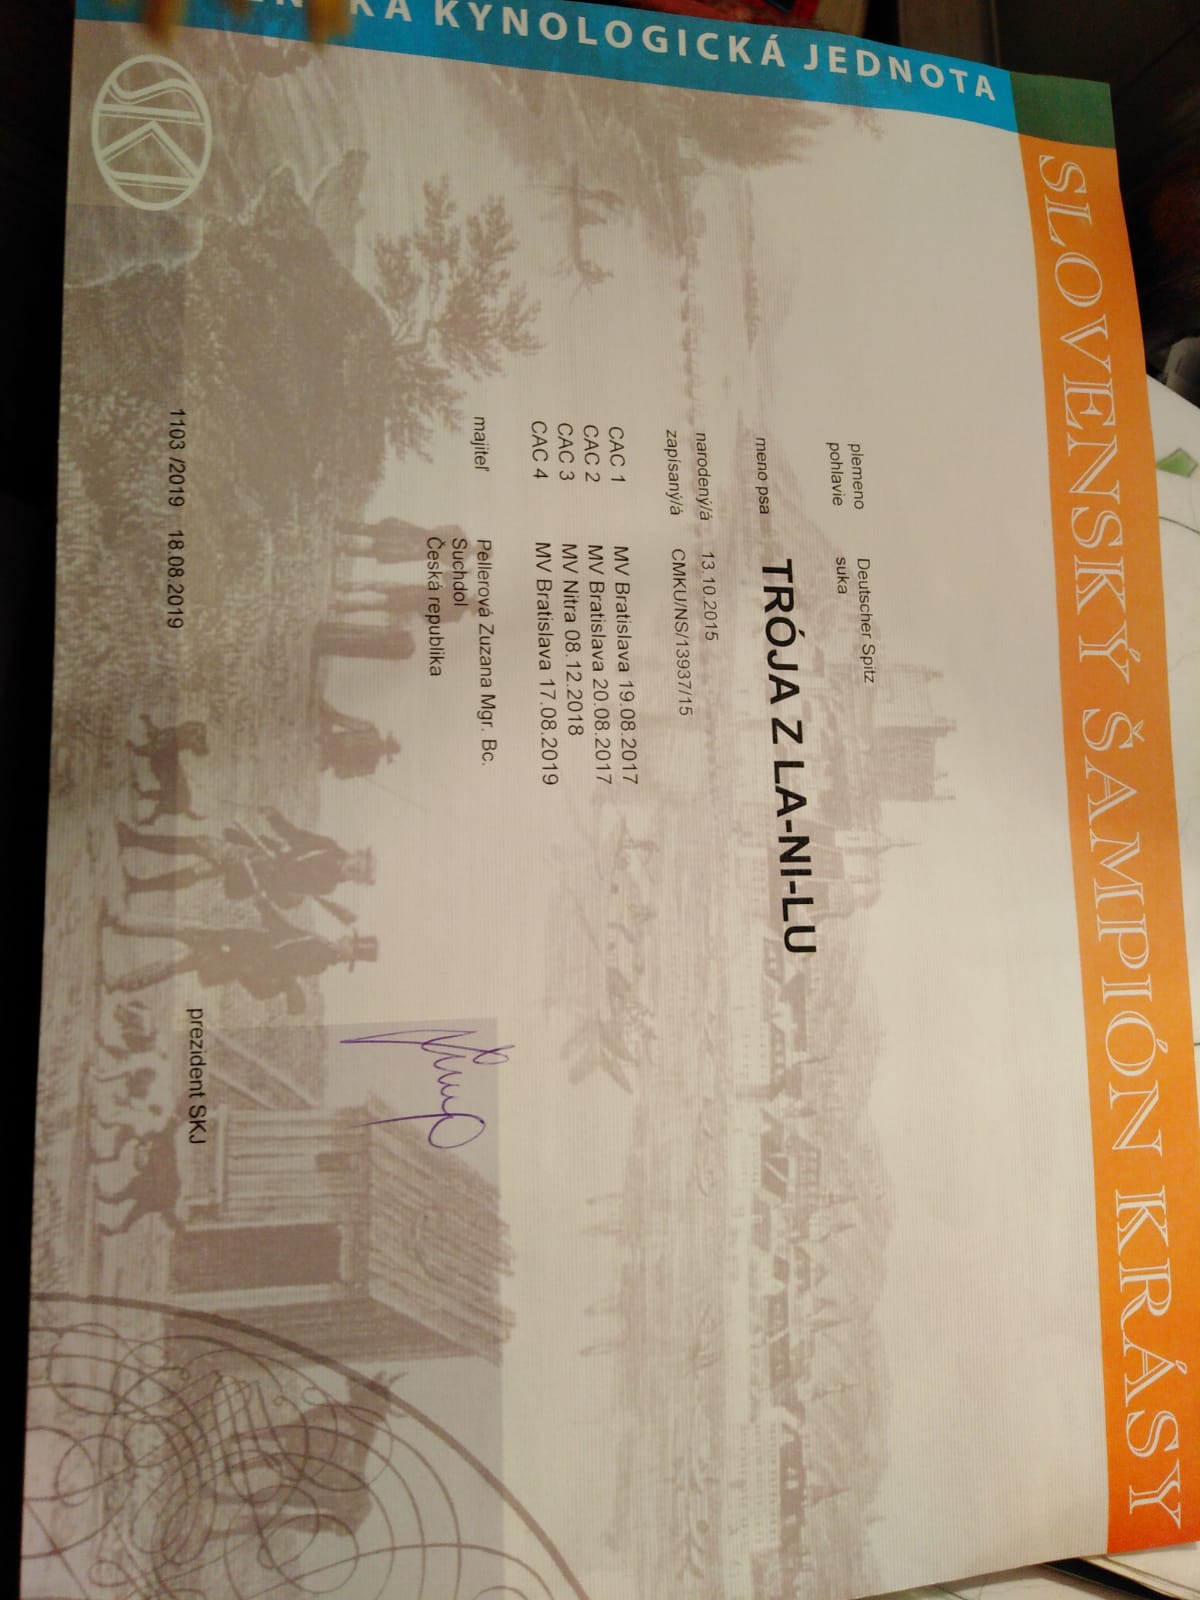 SLOVENSKÝ ŠAMPIÓN KRÁSY
KYNOLOGICKÁ JEDNOTA
plemeno Deutscher Spitz
pohlavie suka
meno psa TRÓJA Z LA-NI-LU
narodený/á 13.10.2015
zapísaný/á CMKU/NS/13937/15
CAC 1 MV Bratislava 19.08.2017
CAC 2 MV Bratislava 20.08.2017
CAC 3 MV Nitra 08.12.2018
CAC 4 MV Bratislava 17.08.2019
majiteľ Pellerová Zuzana Mgr. Bc.
Suchdol
Česká republika
1103 /2019 18.08.2019
prezident SKJ
SKJ